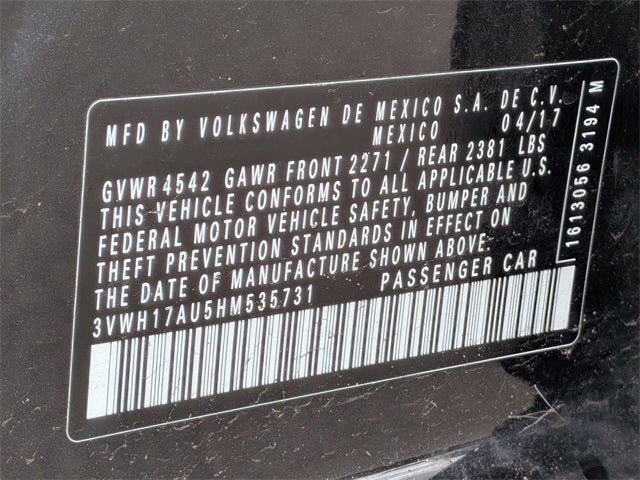 MFD BY VOLKSWAGEN DE MEXICO S.A. DE C.V.
MEXICO 04/17
GVWR 4542 GAWR FRONT 2271 / REAR 2381 LBS
THIS VEHICLE CONFORMS TO ALL APPLICABLE U.S.
FEDERAL MOTOR VEHICLE SAFETY, BUMPER AND
THEFT PREVENTION STANDARDS IN EFFECT ON
THE DATE OF MANUFACTURE SHOWN ABOVE.
3VWH17AU5HM535731 PASSENGER CAR
1613056 3194 M